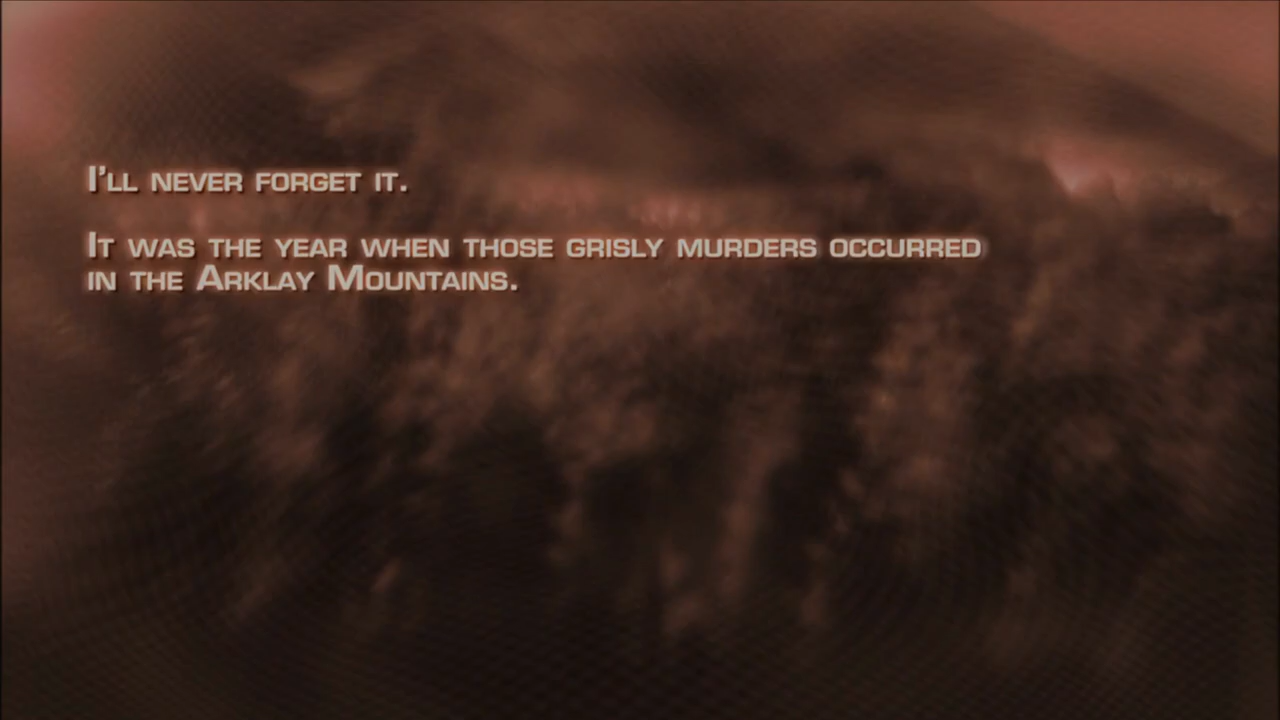 I'll never forget it.
It was the year when those grisly murders occurred
in the Arklay Mountains.